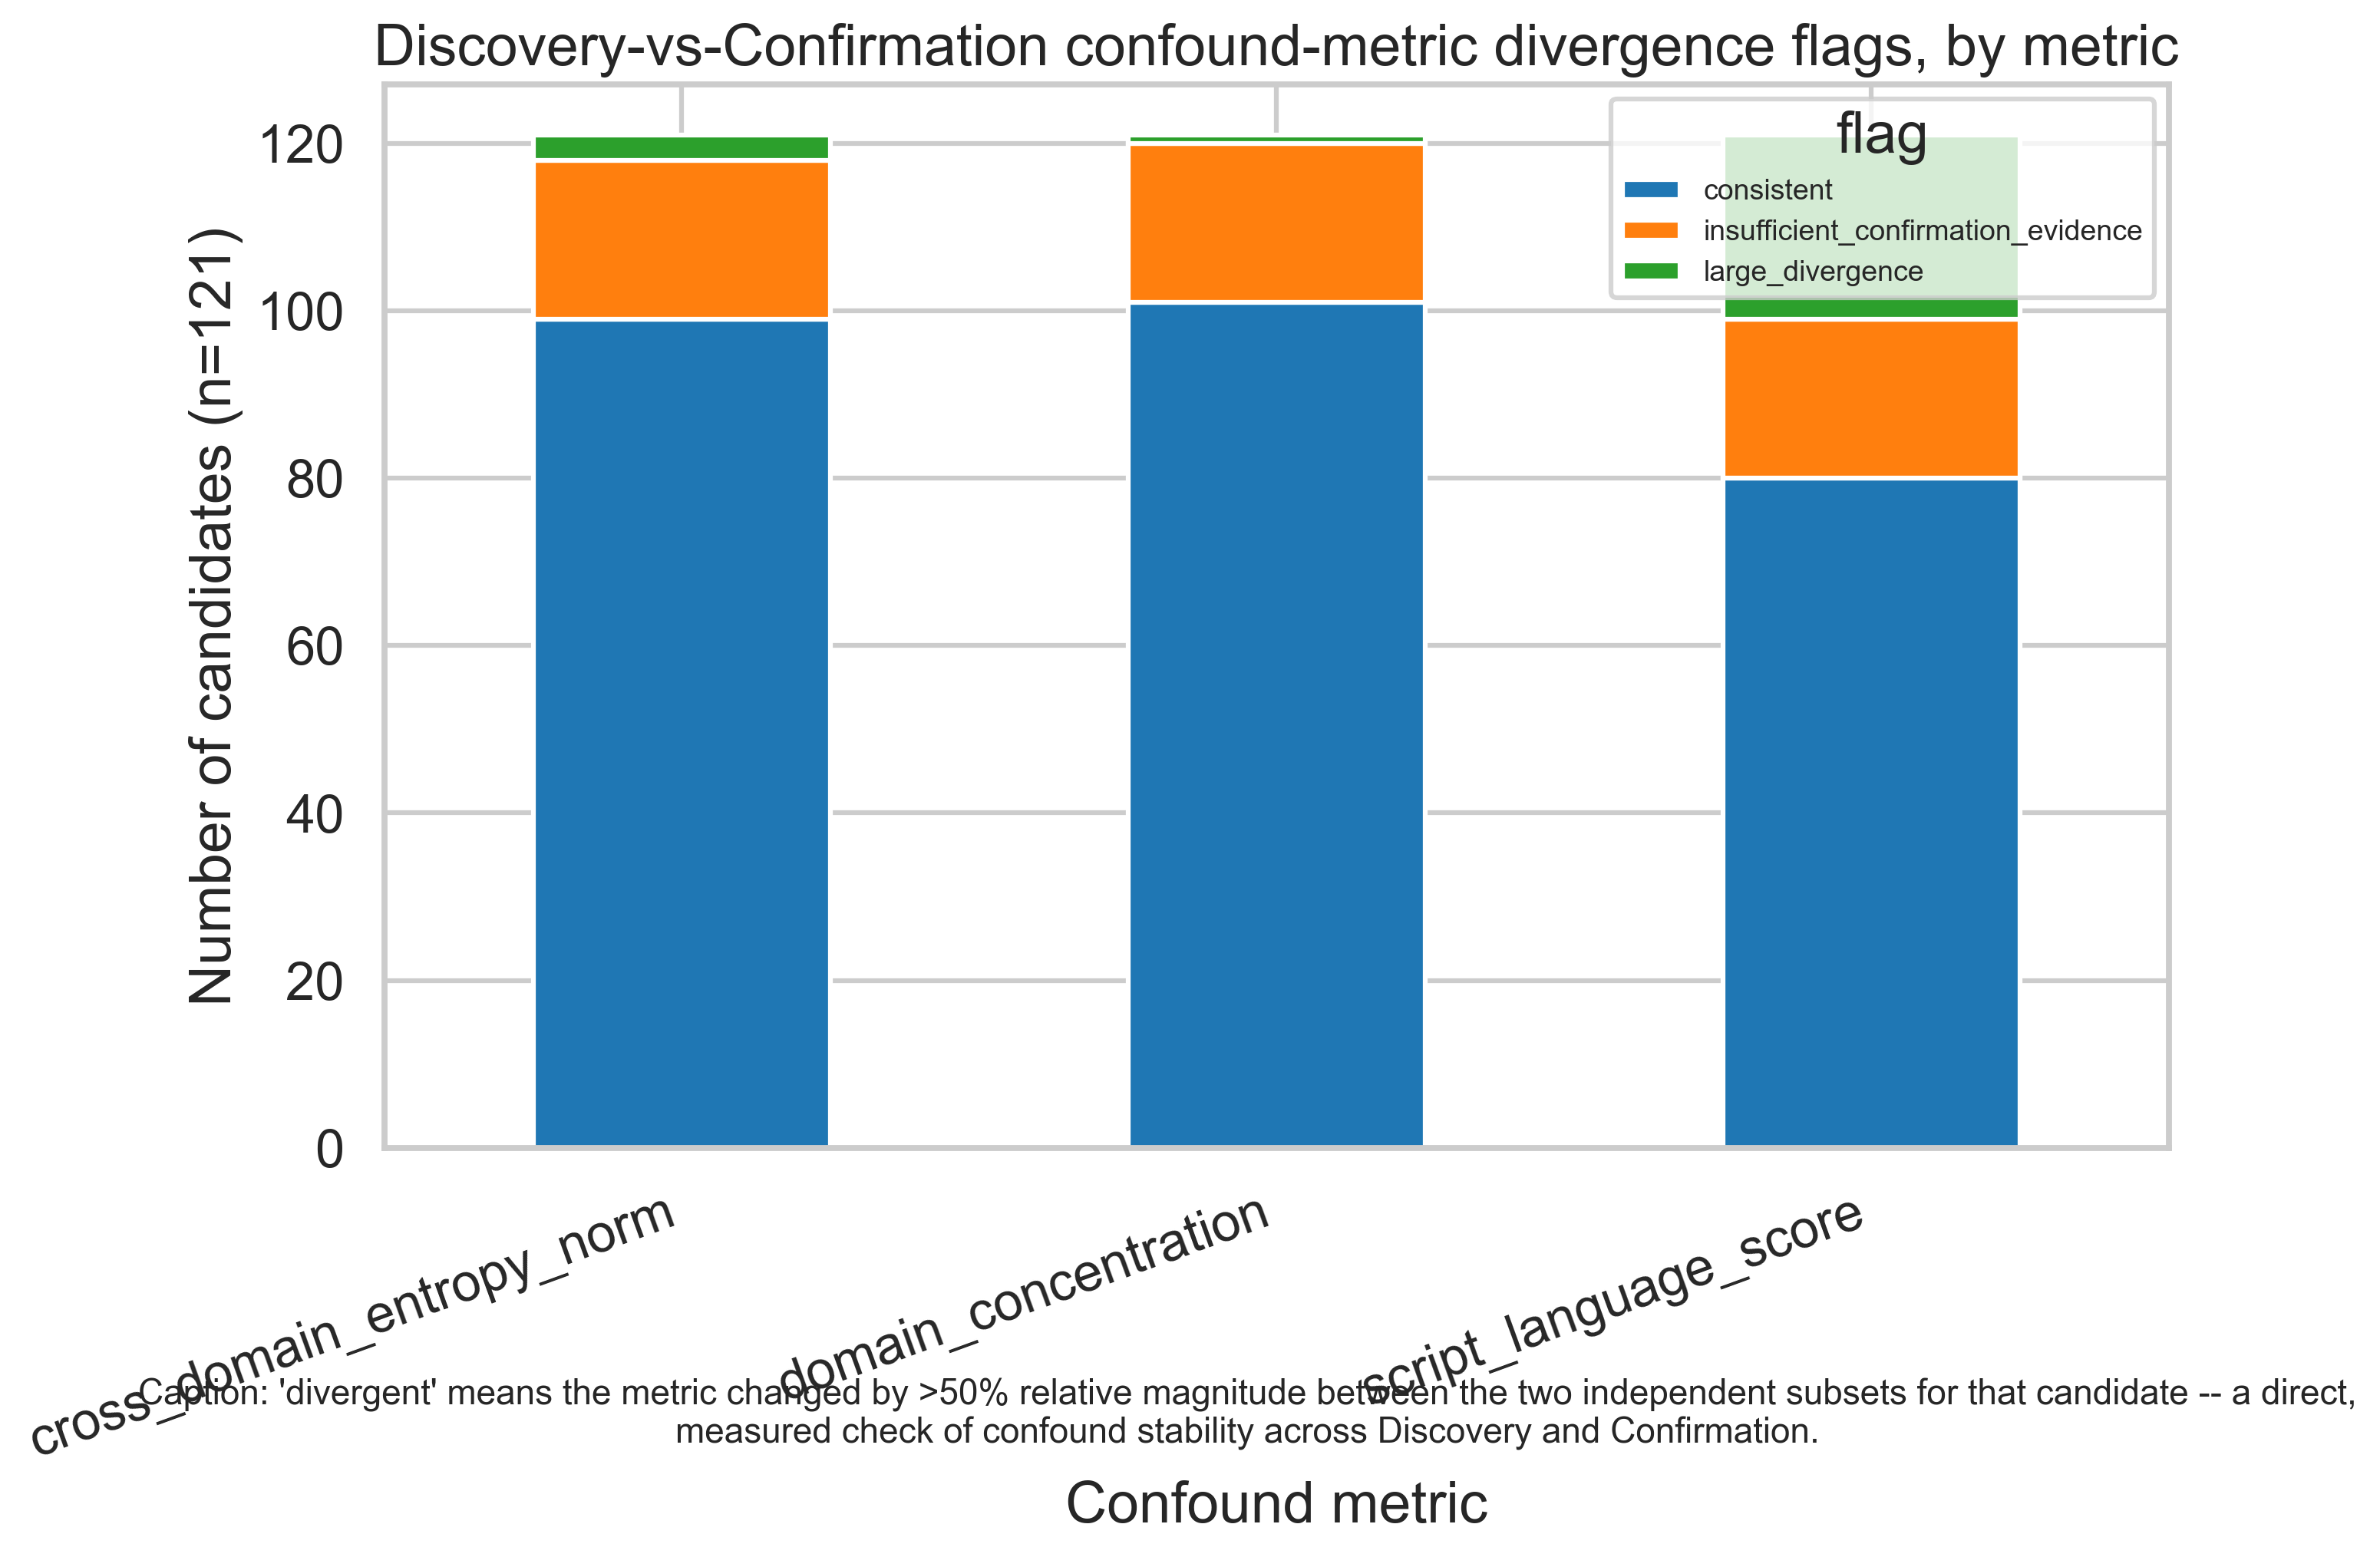 Discovery-vs-Confirmation confound-metric divergence flags, by metric
Number of candidates (n=121)
120
100
80
60
40
20
0
flag
consistent
insufficient_confirmation_evidence
large_divergence
cross_domain_entropy_norm
domain_concentration
script_language_score
Caption: 'divergent' means the metric changed by >50% relative magnitude between the two independent subsets for that candidate -- a direct,
measured check of confound stability across Discovery and Confirmation.
Confound metric